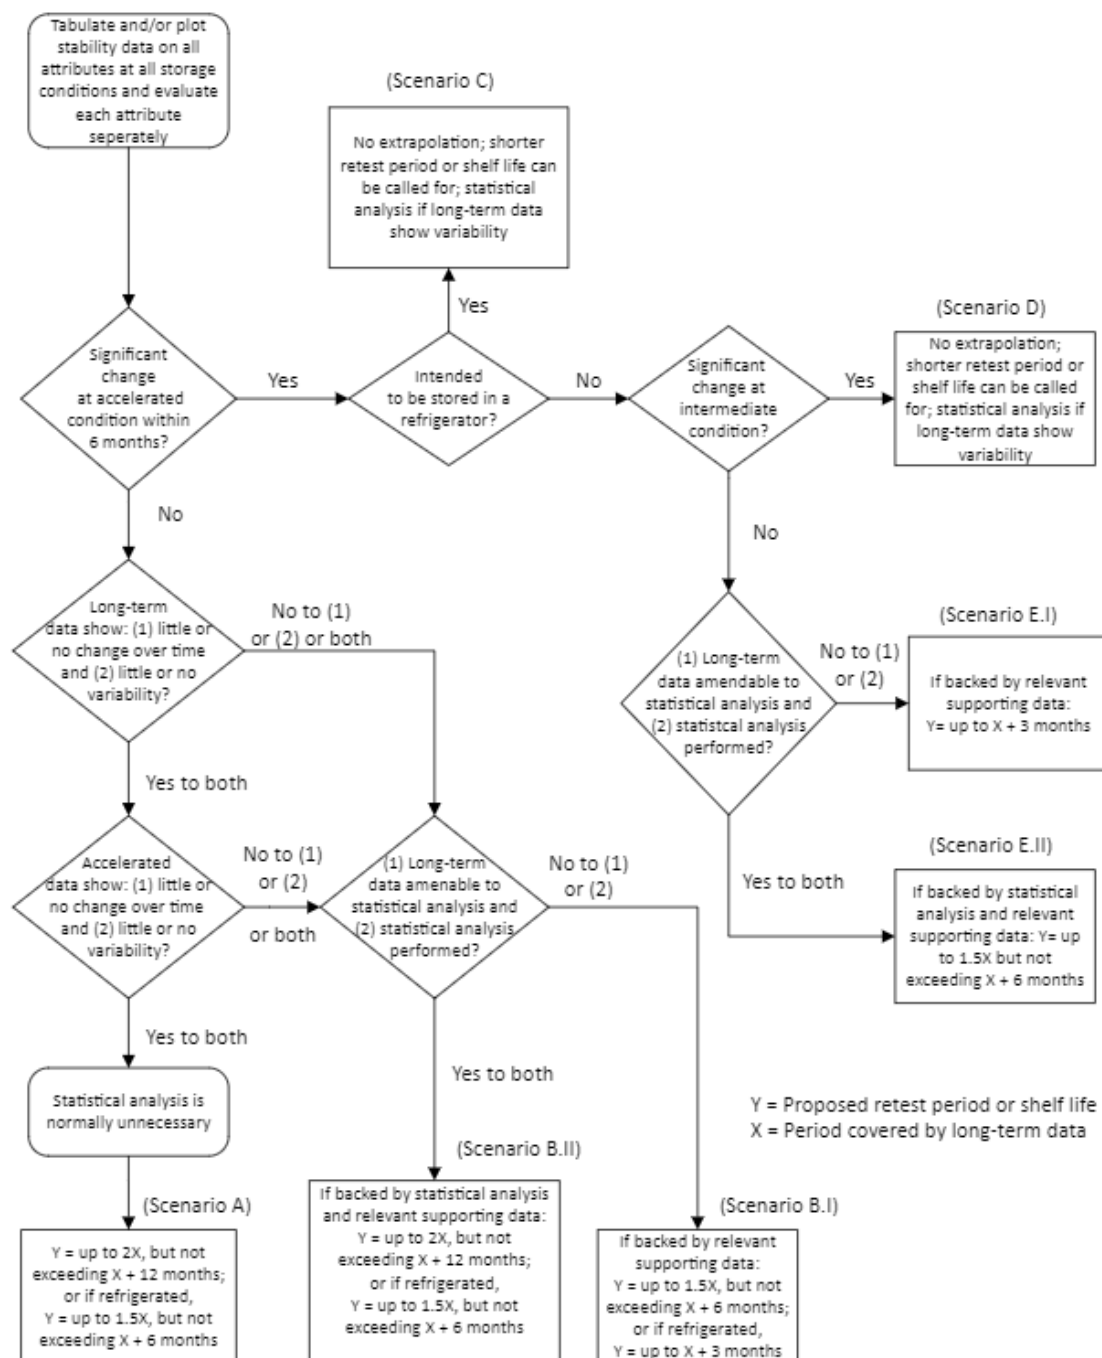 Tabulate and/or plot
stability data on all
attributes at all storage
conditions and evaluate
each attribute
seperately
(Scenario C)
No extrapolation; shorter
retest period or shelf life can
be called for; statistical
analysis if long-term data
show variability
Yes
Significant
change
at accelerated
condition within
6 months?
Yes
Intended
to be stored in a
refrigerator?
No
Significant
change at
intermediate
condition?
Yes
(Scenario D)
No extrapolation;
shorter retest period or
shelf life can be called
for; statistical analysis if
long-term data show
variability
No
No
Long-term
data show: (1) little or
no change over time
and (2) little or no
variability?
No to (1)
or (2) or both
(1) Long-term
data amendable to
statistical analysis and
(2) statistcal analysis
performed?
No to (1)
or (2)
(Scenario E.I)
If backed by relevant
supporting data:
Y= up to X + 3 months
Yes to both
Accelerated
data show: (1) little or
no change over time
and (2) little or no
variability?
No to (1)
or (2)
or both
(1) Long-term
data amenable to
statistical analysis and
(2) statistical analysis
performed?
No to (1)
or (2)
Yes to both
(Scenario E.II)
If backed by statistical
analysis and relevant
supporting data: Y= up
to 1.5X but not
exceeding X + 6 months
Yes to both
Statistical analysis is
normally unnecessary
Yes to both
Y = Proposed retest period or shelf life
X = Period covered by long-term data
(Scenario A)
Y = up to 2X, but not
exceeding X + 12 months;
or if refrigerated,
Y = up to 1.5X, but not
exceeding X + 6 months
(Scenario B.II)
If backed by statistical analysis
and relevant supporting data:
Y = up to 2X, but not
exceeding X + 12 months;
or if refrigerated,
Y = up to 1.5X, but not
exceeding X + 6 months
(Scenario B.I)
If backed by relevant
supporting data:
Y = up to 1.5X, but not
exceeding X + 6 months;
or if refrigerated,
Y = up to X + 3 months